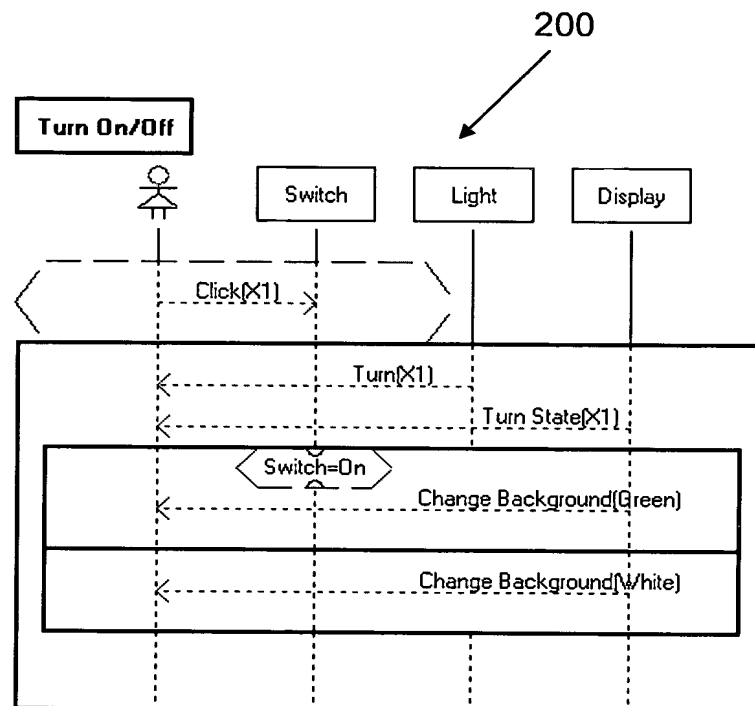 200
Turn On/Off
Switch Light Display
Click(X1)
Turn(X1)
Turn State(X1)
Switch=On
Change Background(Green)
Change Background(White)